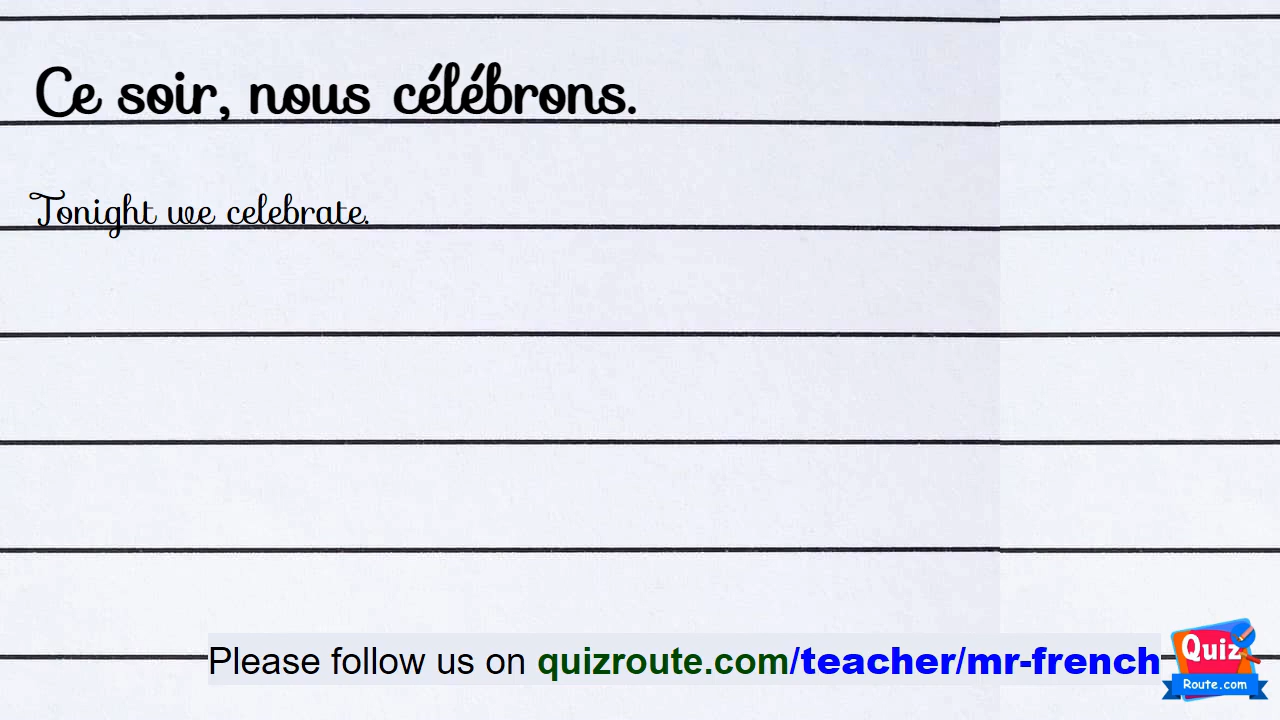 Ce soir, nous célébrons.
Tonight we celebrate.
Please follow us on quizroute.com/teacher/mr-french
Quiz
Route.com